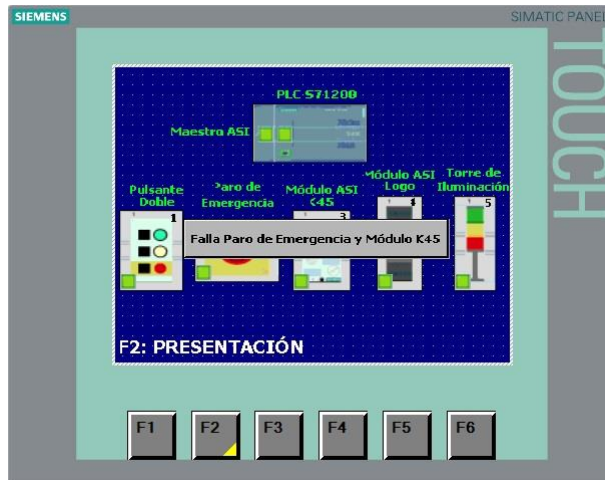 SIEMENS
SIMATIC PANEL
TOUCH
PLC S71200
Maestro ASI
Pulsante
Doble
Paro de
Emergencia
Módulo ASI
K45
Módulo ASI
Logo
Torre de
Iluminación
1
3
4
5
Falla Paro de Emergencia y Módulo K45
F2: PRESENTACIÓN
F1
F2
F3
F4
F5
F6